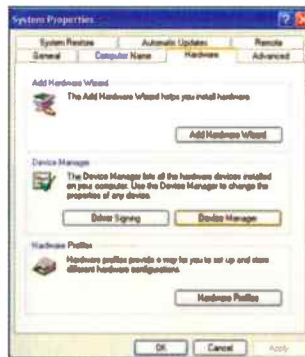 System Properties
System Restore Automatic Updates Remote
General Computer Name Hardware Advanced
Add Hardware Wizard
The Add Hardware Wizard helps you install hardware.
Add Hardware Wizard
Device Manager
The Device Manager lists all the hardware devices installed
on your computer. Use the Device Manager to change the
properties of any device.
Driver Signing Device Manager
Hardware Profiles
Hardware profiles provide a way for you to set up and store
different hardware configurations.
Hardware Profiles
OK Cancel Apply